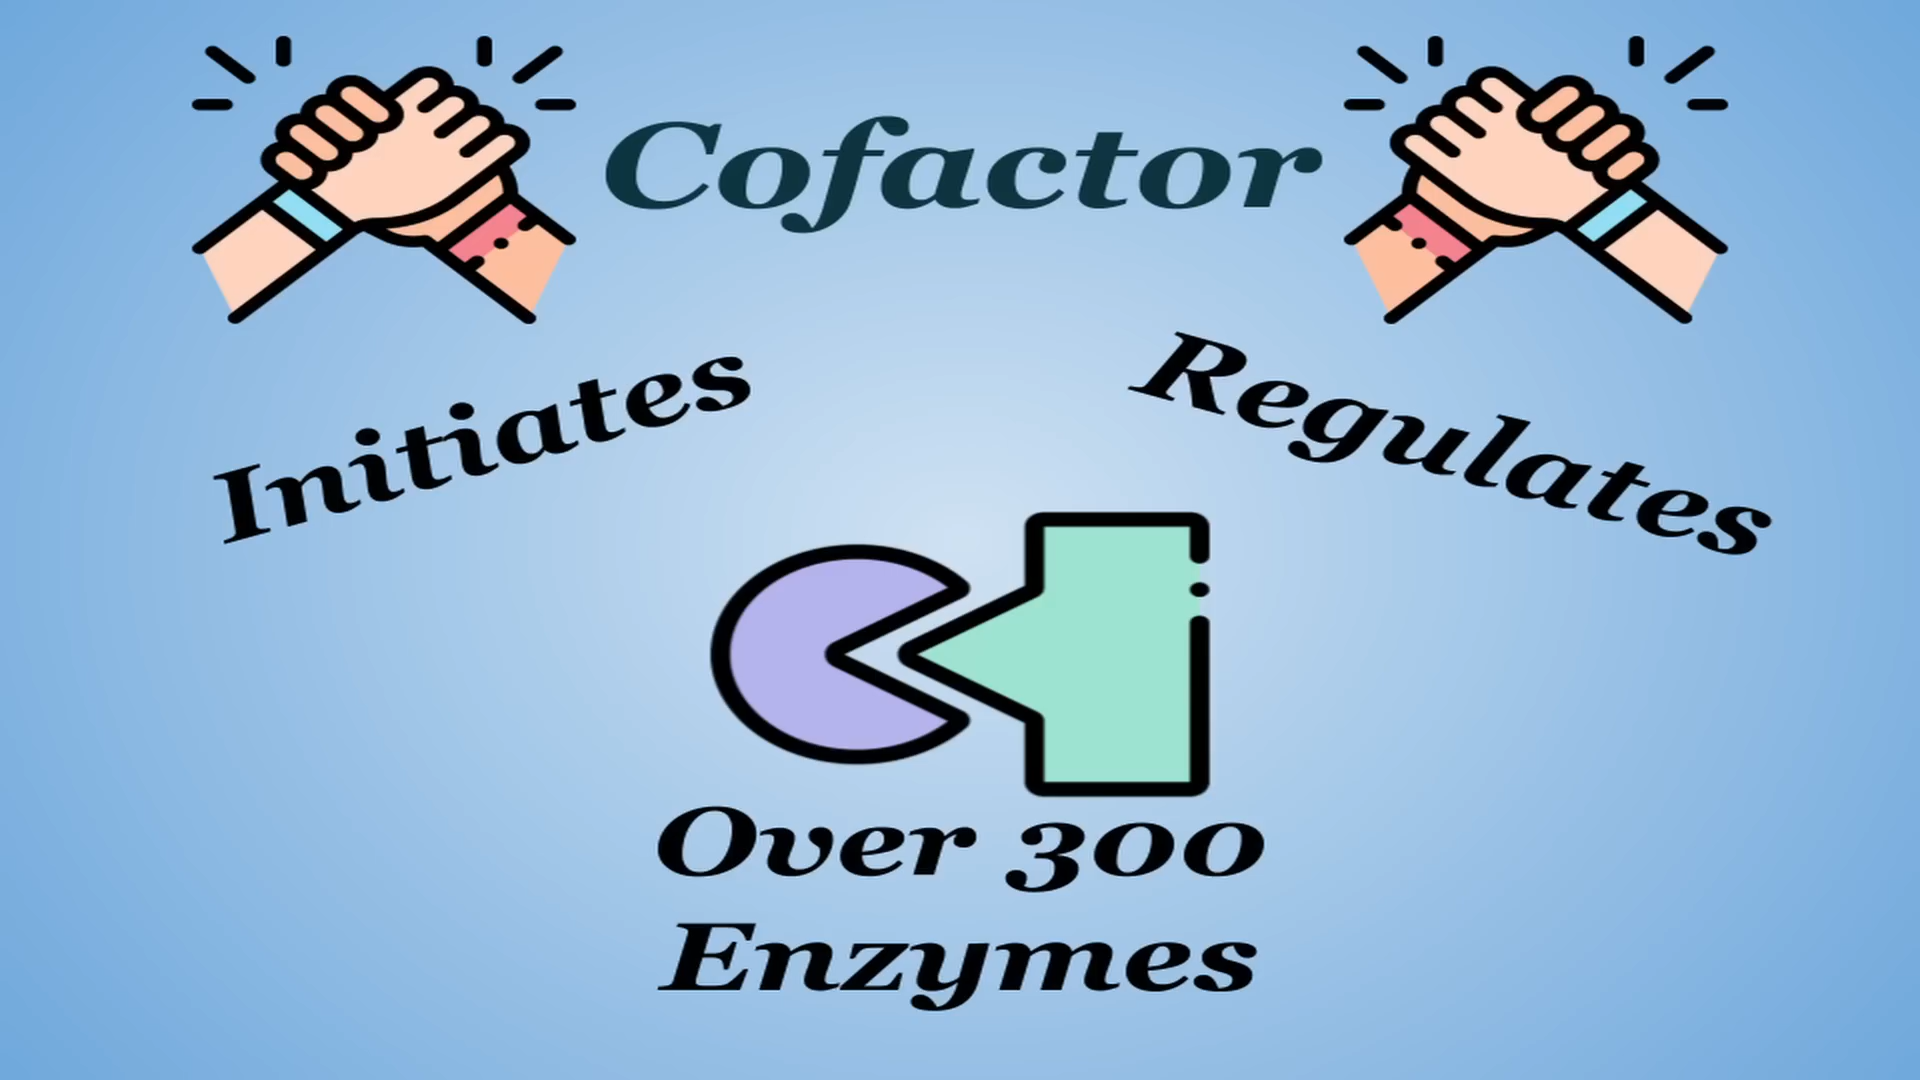 Cofactor
Initiates
Regulates
Over 300
Enzymes